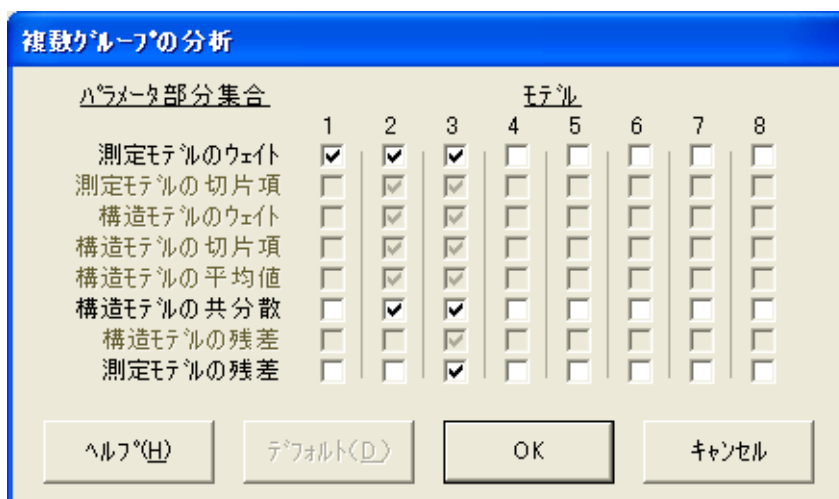 複数ｸﾞﾙｰﾌﾟの分析
ﾊﾟﾗﾒｰﾀ部分集合 ﾓﾃﾞﾙ
1 2 3 4 5 6 7 8
測定ﾓﾃﾞﾙのｳｪｲﾄ
測定ﾓﾃﾞﾙの切片項
構造ﾓﾃﾞﾙのｳｪｲﾄ
構造ﾓﾃﾞﾙの切片項
構造ﾓﾃﾞﾙの平均値
構造ﾓﾃﾞﾙの共分散
構造ﾓﾃﾞﾙの残差
測定ﾓﾃﾞﾙの残差
ﾍﾙﾌﾟ(H) ﾃﾞﾌｫﾙﾄ(D) OK ｷｬﾝｾﾙ